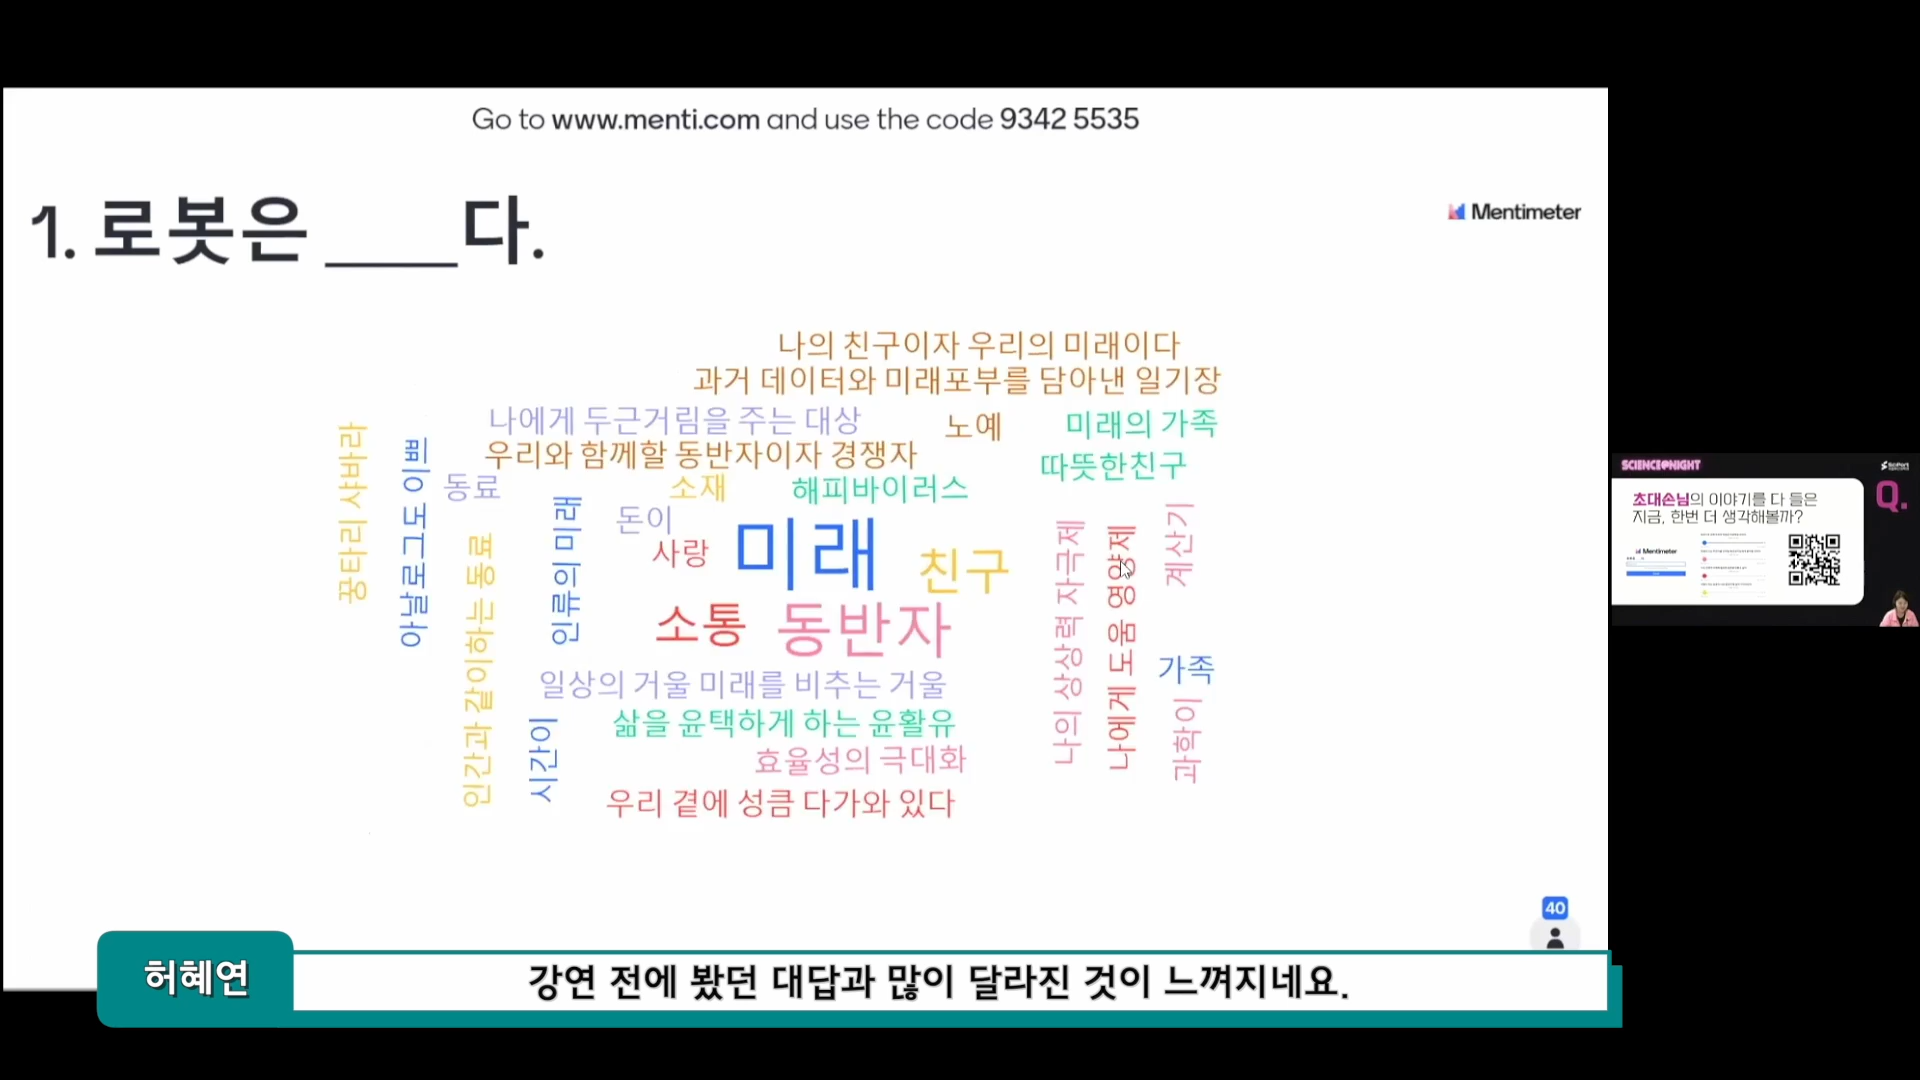 Go to www.menti.com and use the code 9342 5535
1. 로봇은 ____다.
Mentimeter
나의 친구이자 우리의 미래이다
과거 데이터와 미래포부를 담아낸 일기장
나에게 두근거림을 주는 대상
노예
미래의 가족
우리와 함께할 동반자이자 경쟁자
따뜻한친구
동료
소재
해피바이러스
꿍타리 샤바라
아날로그도 이쁘
인간과 같이하는 동료
인류의 미래
돈이
사랑
미래
친구
소통
동반자
나의 상상력 자극제
나에게 도움 영양제
계산기
가족
과학이
일상의 거울 미래를 비추는 거울
삶을 윤택하게 하는 윤활유
시간이
효율성의 극대화
우리 곁에 성큼 다가와 있다
40
허혜연
강연 전에 봤던 대답과 많이 달라진 것이 느껴지네요.
SCIENCE@NIGHT
초대손님의 이야기를 다 들은
지금, 한번 더 생각해볼까?
Q.
Mentimeter